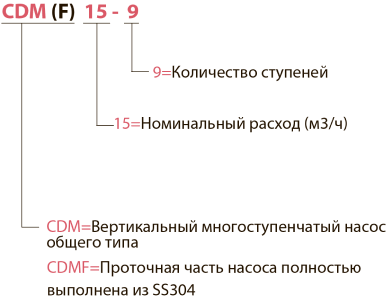 CDM (F) 15 - 9
9=Количество ступеней
15=Номинальный расход (м3/ч)
CDM=Вертикальный многоступенчатый насос
общего типа
CDMF=Проточная часть насоса полностью
выполнена из SS304